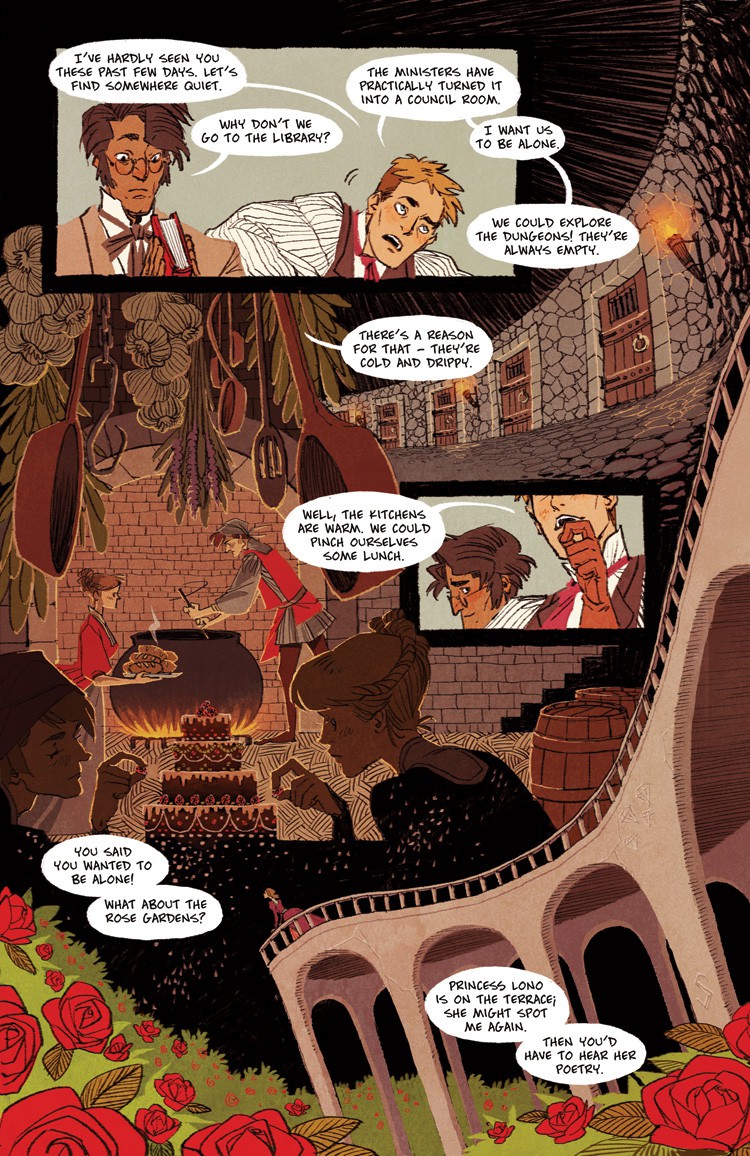 I'VE HARDLY SEEN YOU
THESE PAST FEW DAYS. LET'S
FIND SOMEWHERE QUIET.
WHY DON'T WE
GO TO THE LIBRARY?
THE MINISTERS HAVE
PRACTICALLY TURNED IT
INTO A COUNCIL ROOM.
I WANT US
TO BE ALONE.
WE COULD EXPLORE
THE DUNGEONS! THEY'RE
ALWAYS EMPTY.
THERE'S A REASON
FOR THAT – THEY'RE
COLD AND DRIPPY.
WELL, THE KITCHENS
ARE WARM. WE COULD
PINCH OURSELVES
SOME LUNCH.
YOU SAID
YOU WANTED TO
BE ALONE!
WHAT ABOUT THE
ROSE GARDENS?
PRINCESS LONO
IS ON THE TERRACE;
SHE MIGHT SPOT
ME AGAIN.
THEN YOU'D
HAVE TO HEAR HER
POETRY.